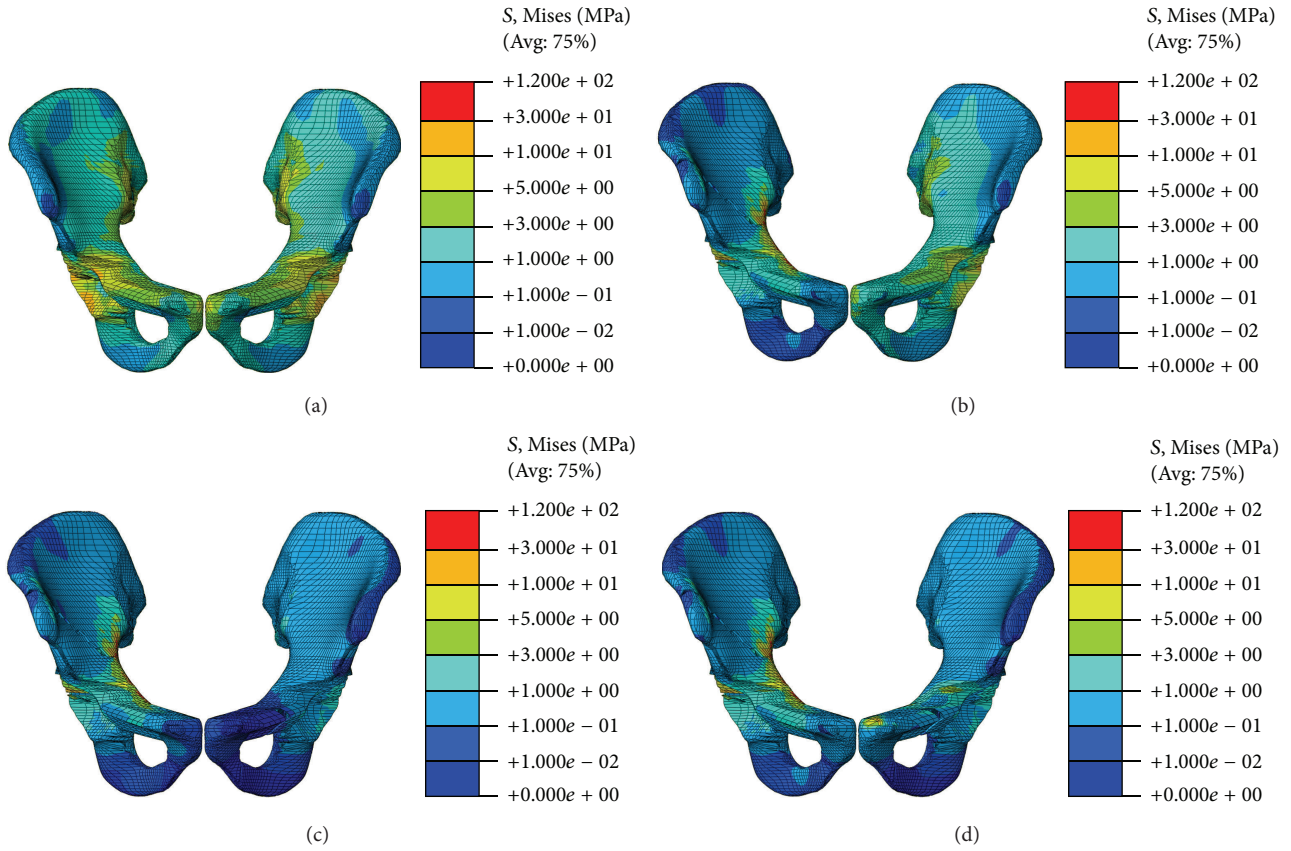 S, Mises (MPa)
(Avg: 75%)
+1.200e + 02
+3.000e + 01
+1.000e + 01
+5.000e + 00
+3.000e + 00
+1.000e + 00
+1.000e − 01
+1.000e − 02
+0.000e + 00
(a)
S, Mises (MPa)
(Avg: 75%)
+1.200e + 02
+3.000e + 01
+1.000e + 01
+5.000e + 00
+3.000e + 00
+1.000e + 00
+1.000e − 01
+1.000e − 02
+0.000e + 00
(b)
S, Mises (MPa)
(Avg: 75%)
+1.200e + 02
+3.000e + 01
+1.000e + 01
+5.000e + 00
+3.000e + 00
+1.000e + 00
+1.000e − 01
+1.000e − 02
+0.000e + 00
(c)
S, Mises (MPa)
(Avg: 75%)
+1.200e + 02
+3.000e + 01
+1.000e + 01
+5.000e + 00
+3.000e + 00
+1.000e + 00
+1.000e − 01
+1.000e − 02
+0.000e + 00
(d)